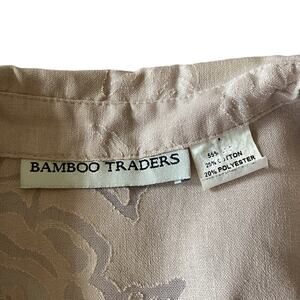 BAMBOO TRADERS
55%
25% COTTON
20% POLYESTER